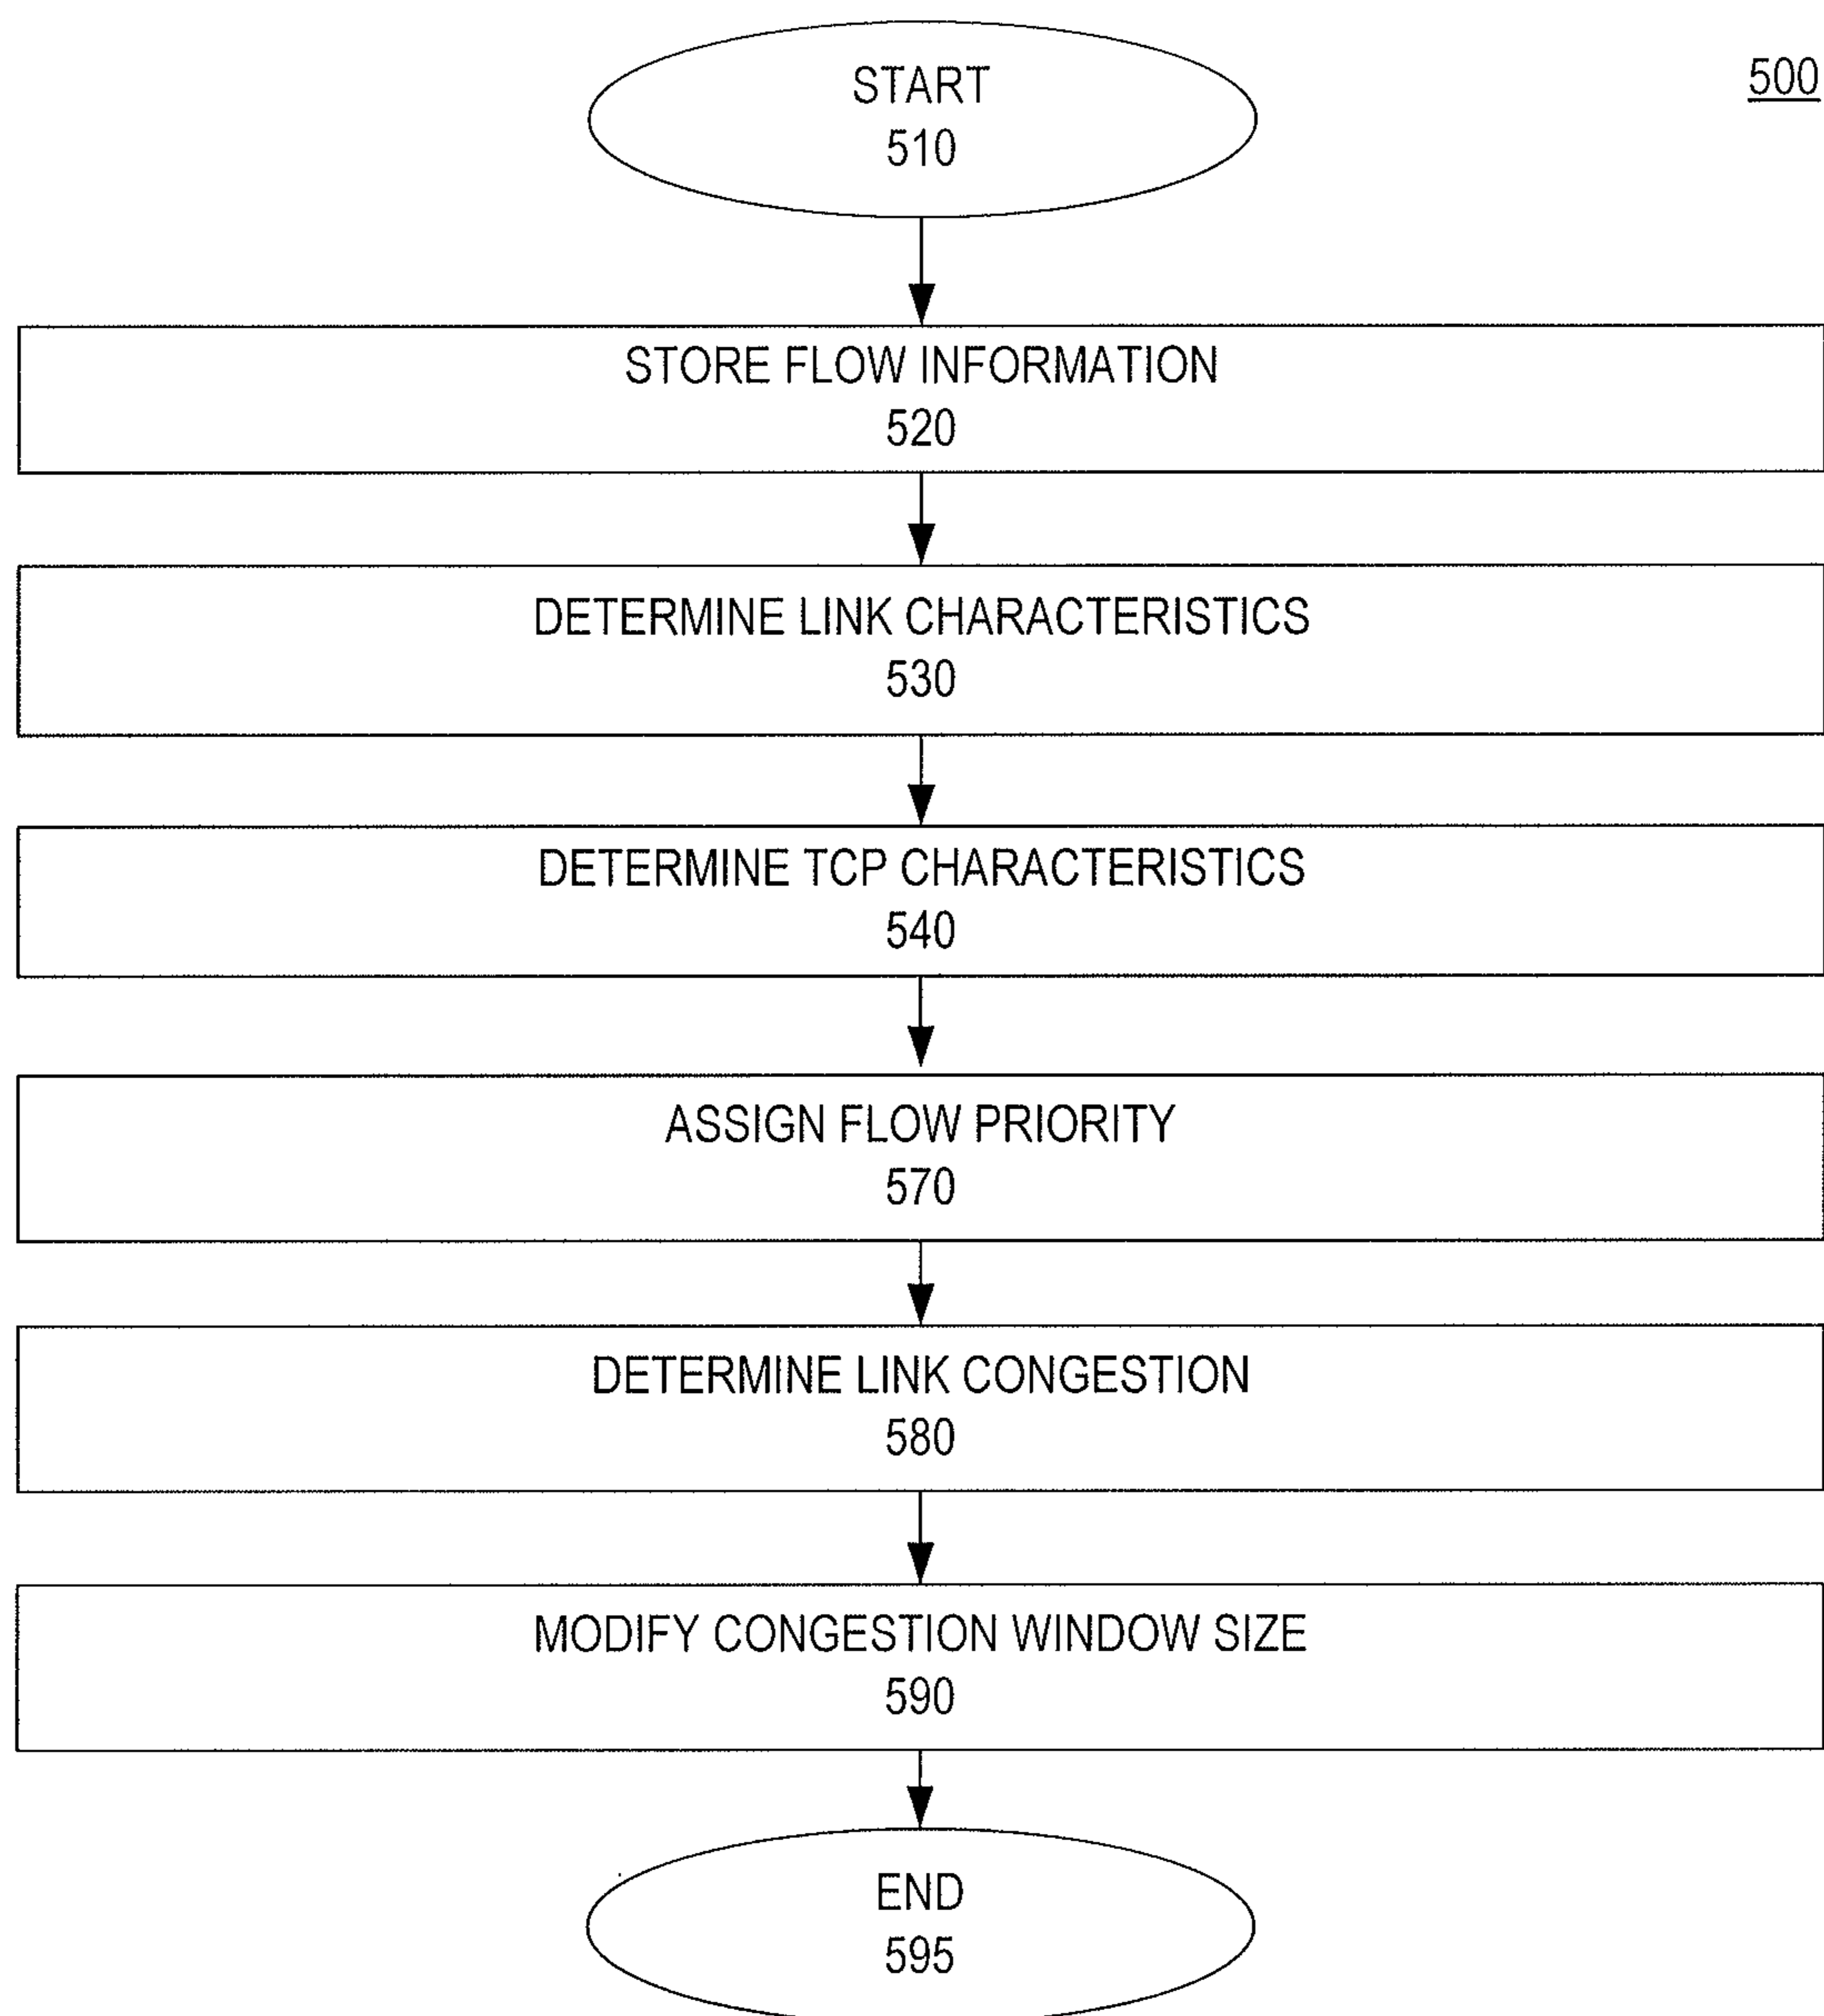 START
510
500
STORE FLOW INFORMATION
520
DETERMINE LINK CHARACTERISTICS
530
DETERMINE TCP CHARACTERISTICS
540
ASSIGN FLOW PRIORITY
570
DETERMINE LINK CONGESTION
580
MODIFY CONGESTION WINDOW SIZE
590
END
595